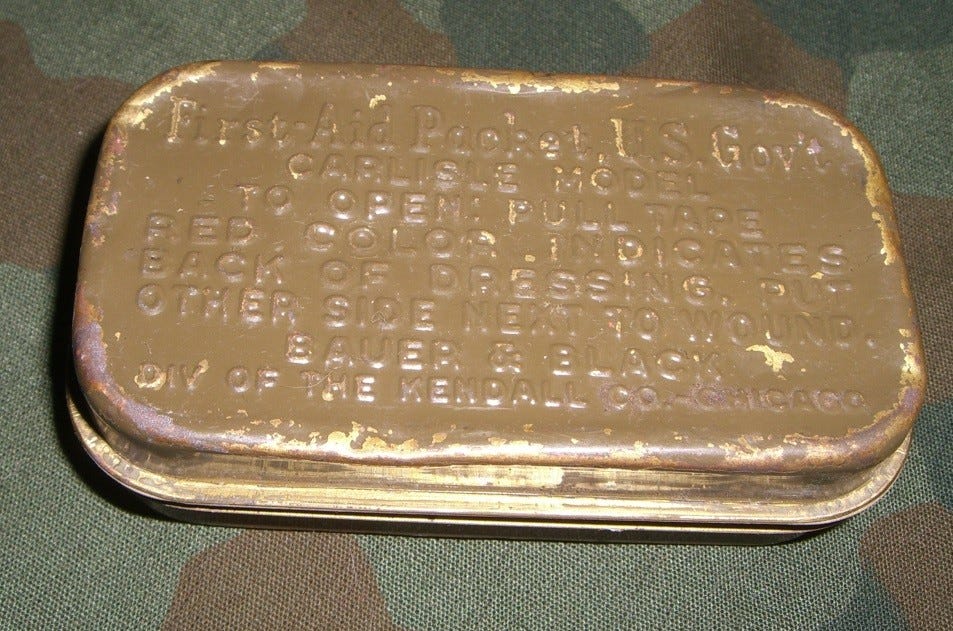 First-Aid Packet, U.S. Gov't
CARLISLE MODEL
TO OPEN: PULL TAPE
RED COLOR INDICATES
BACK OF DRESSING. PUT
OTHER SIDE NEXT TO WOUND.
BAUER & BLACK
DIV OF THE KENDALL CO.-CHICAGO